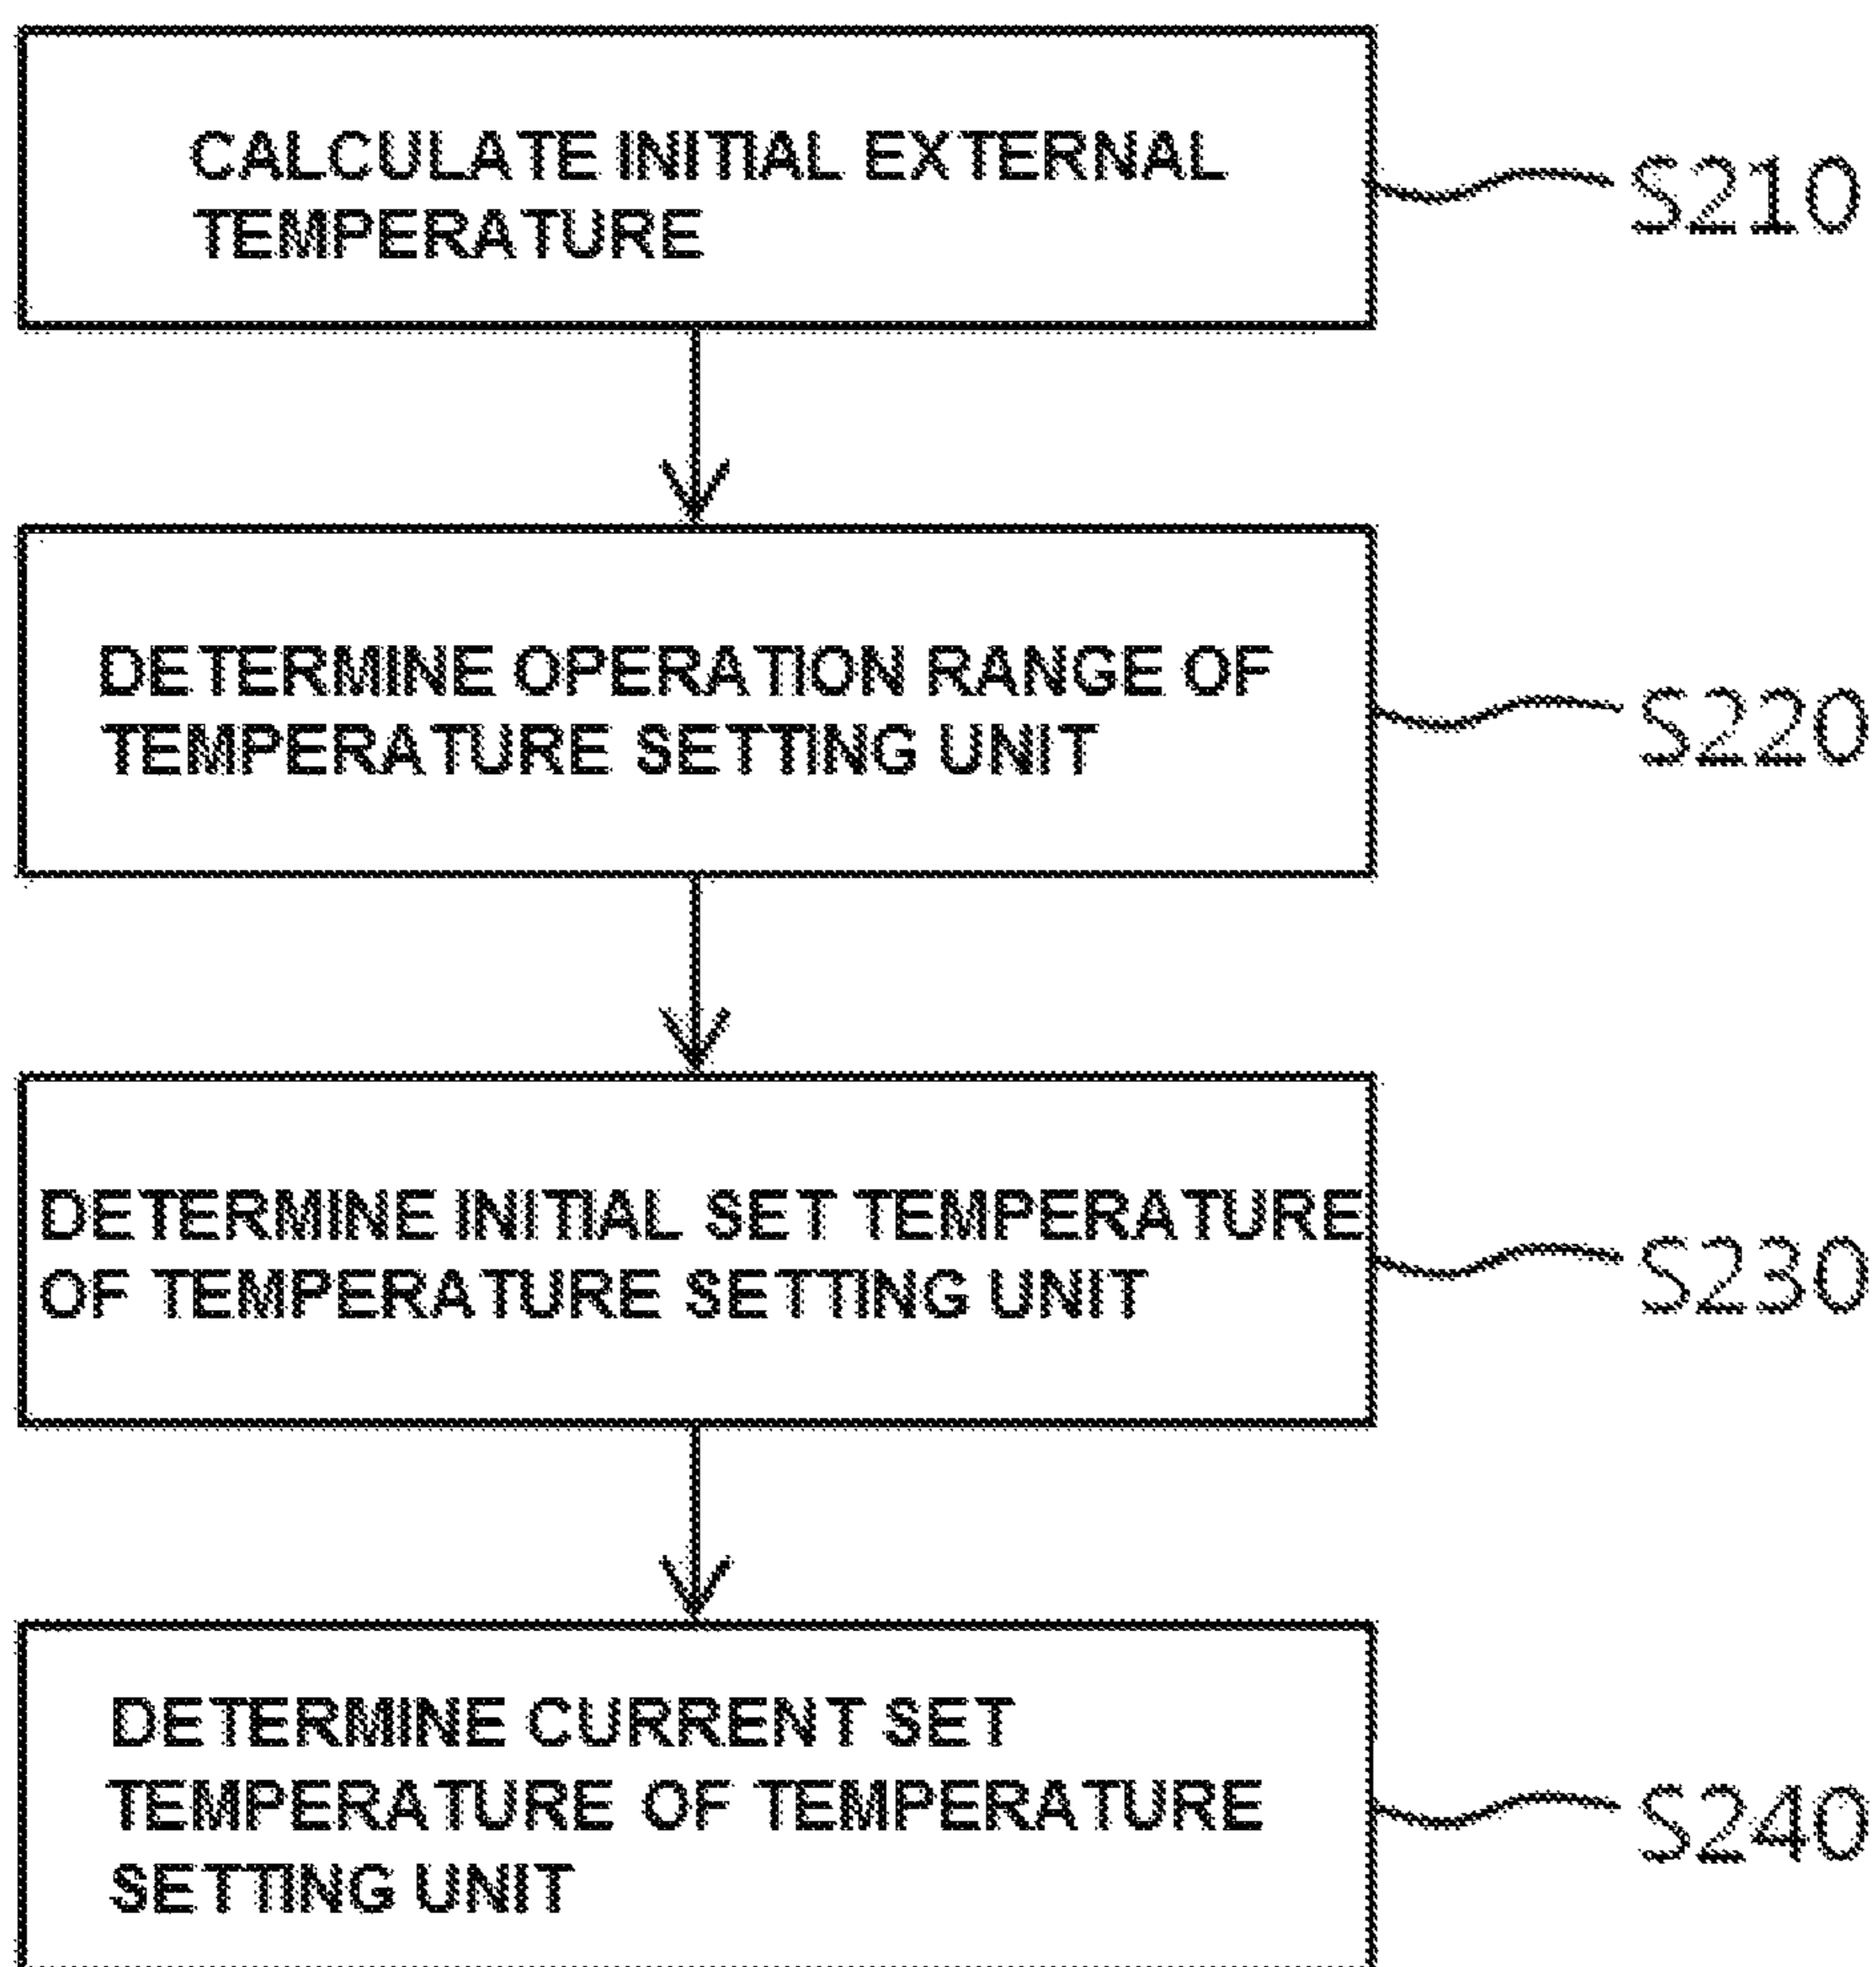 CALCULATE INITIAL EXTERNAL
TEMPERATURE
S210
DETERMINE OPERATION RANGE OF
TEMPERATURE SETTING UNIT
S220
DETERMINE INITIAL SET TEMPERATURE
OF TEMPERATURE SETTING UNIT
S230
DETERMINE CURRENT SET
TEMPERATURE OF TEMPERATURE
SETTING UNIT
S240